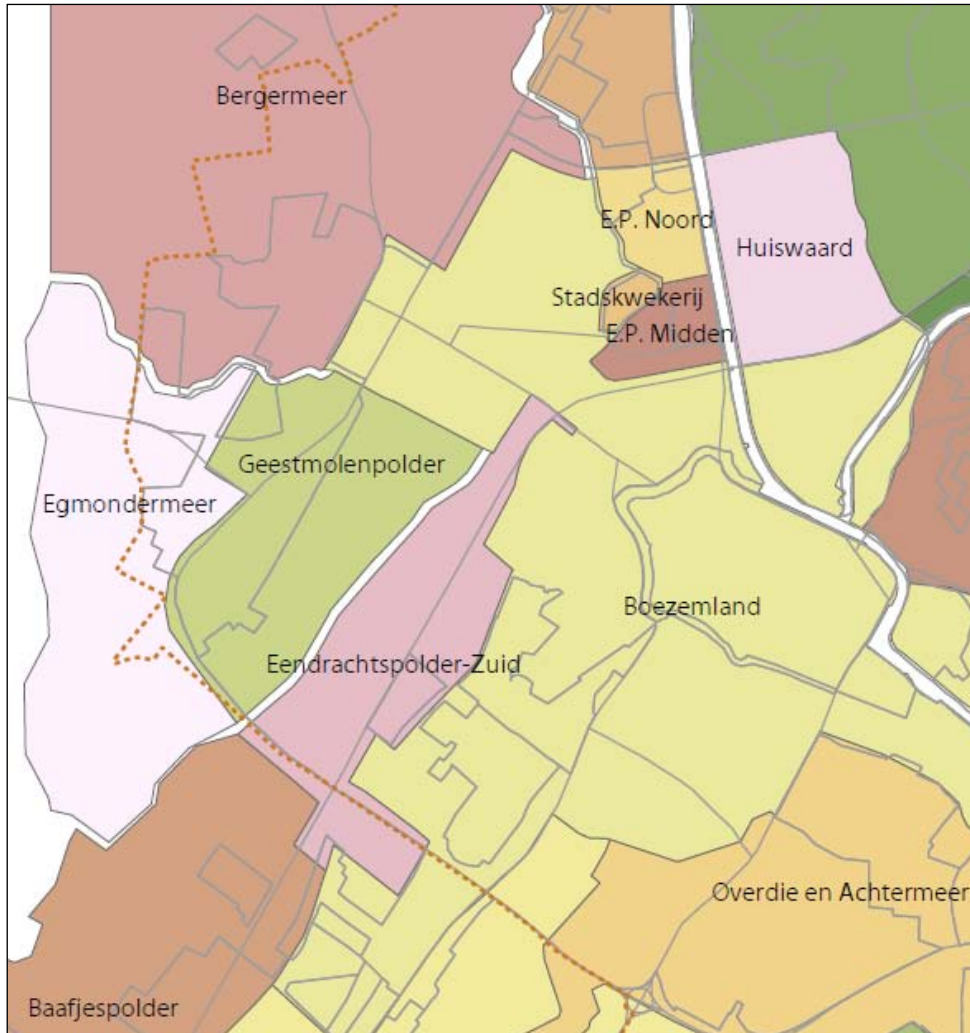 Bergermeer
E.P. Noord
Huiswaard
Stadskwekerij
E.P. Midden
Geestmolenpolder
Egmondermeer
Boezemland
Eendrachtspolder-Zuid
Overdie en Achtermeer
Baafjespolder